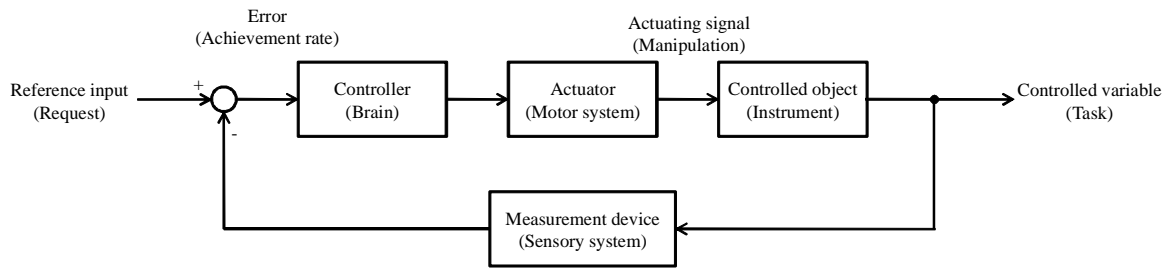 Error
(Achievement rate)
Actuating signal
(Manipulation)
Reference input
(Request)
+
-
Controller
(Brain)
Actuator
(Motor system)
Controlled object
(Instrument)
Controlled variable
(Task)
Measurement device
(Sensory system)